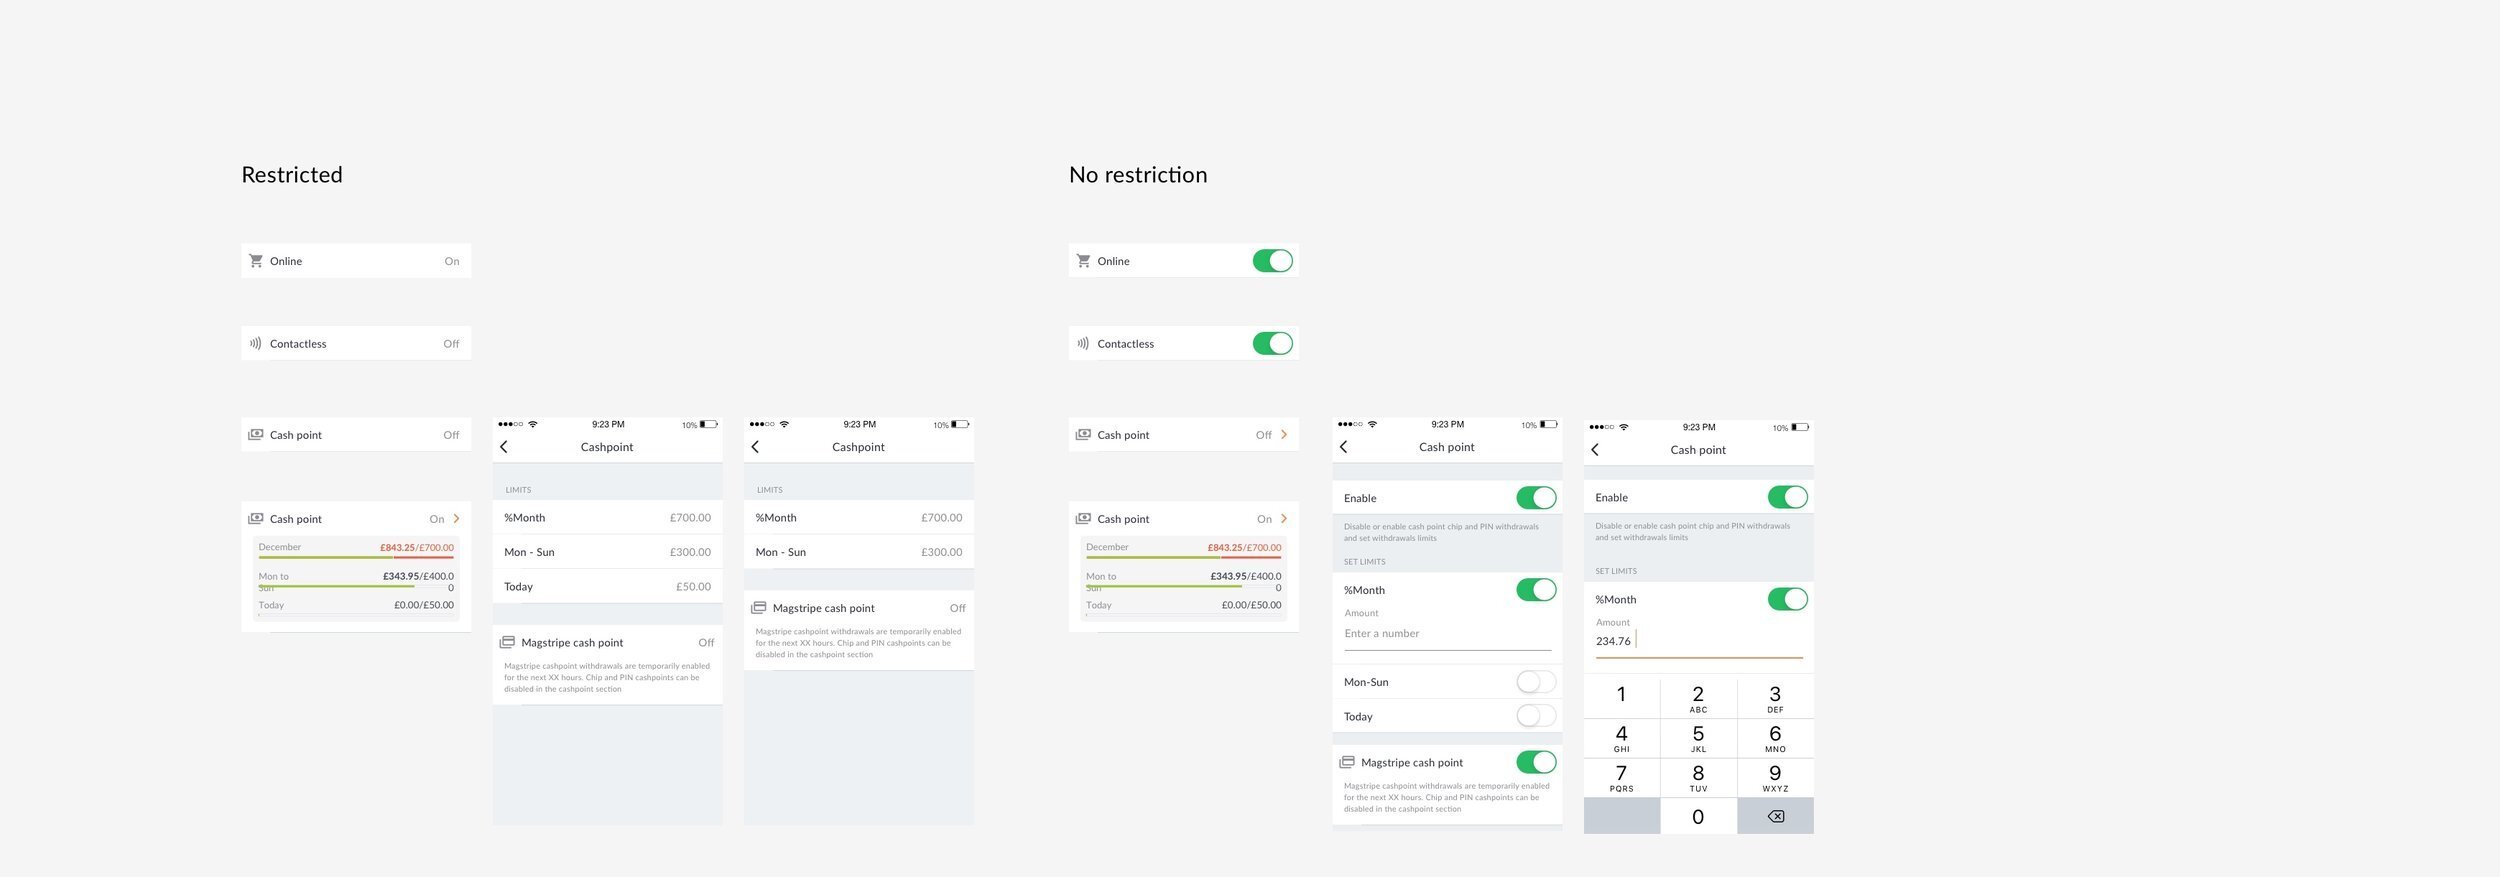 Restricted
Online On
Contactless Off
Cash point Off
Cash point On
December £843.25/£700.00
Mon to £343.95/£400.0
Sun 0
Today £0.00/£50.00
9:23 PM 10%
Cashpoint
LIMITS
%Month £700.00
Mon - Sun £300.00
Today £50.00
Magstripe cash point Off
Magstripe cashpoint withdrawals are temporarily enabled
for the next XX hours. Chip and PIN cashpoints can be
disabled in the cashpoint section
9:23 PM 10%
Cashpoint
LIMITS
%Month £700.00
Mon - Sun £300.00
Magstripe cash point Off
Magstripe cashpoint withdrawals are temporarily enabled
for the next XX hours. Chip and PIN cashpoints can be
disabled in the cashpoint section
No restriction
Online
Contactless
Cash point Off
Cash point On
December £843.25/£700.00
Mon to £343.95/£400.0
Sun 0
Today £0.00/£50.00
9:23 PM 10%
Cash point
Enable
Disable or enable cash point chip and PIN withdrawals
and set withdrawals limits
SET LIMITS
%Month
Amount
Enter a number
Mon-Sun
Today
Magstripe cash point
Magstripe cashpoint withdrawals are temporarily enabled
for the next XX hours. Chip and PIN cashpoints can be
disabled in the cashpoint section
9:23 PM 10%
Cash point
Enable
Disable or enable cash point chip and PIN withdrawals
and set withdrawals limits
SET LIMITS
%Month
Amount
234.76
1 2 3
ABC DEF
4 5 6
GHI JKL MNO
7 8 9
PQRS TUV WXYZ
0